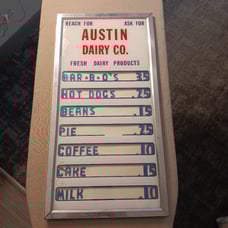 REACH FOR ASK FOR
AUSTIN
DAIRY CO.
FRESH DAIRY PRODUCTS
BAR-B-Q'S 35
HOT DOGS .25
BEANS .15
PIE .25
COFFEE 10
CAKE 15
MILK 10